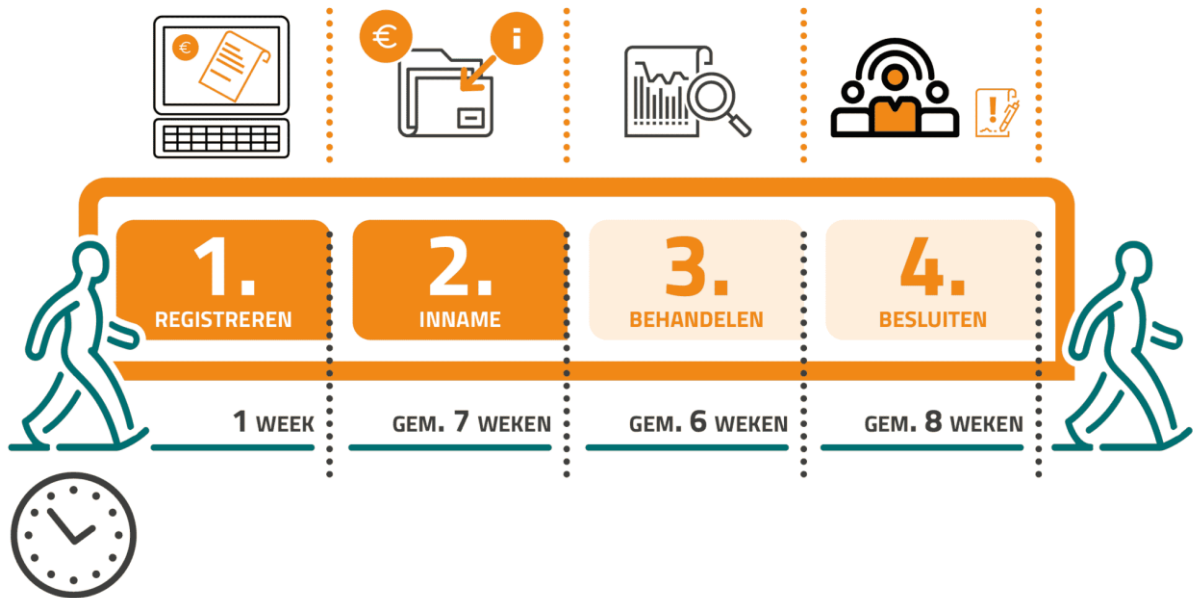 €
€
i
!
1.
REGISTREREN
2.
INNAME
3.
BEHANDELEN
4.
BESLUITEN
1 WEEK
GEM. 7 WEKEN
GEM. 6 WEKEN
GEM. 8 WEKEN